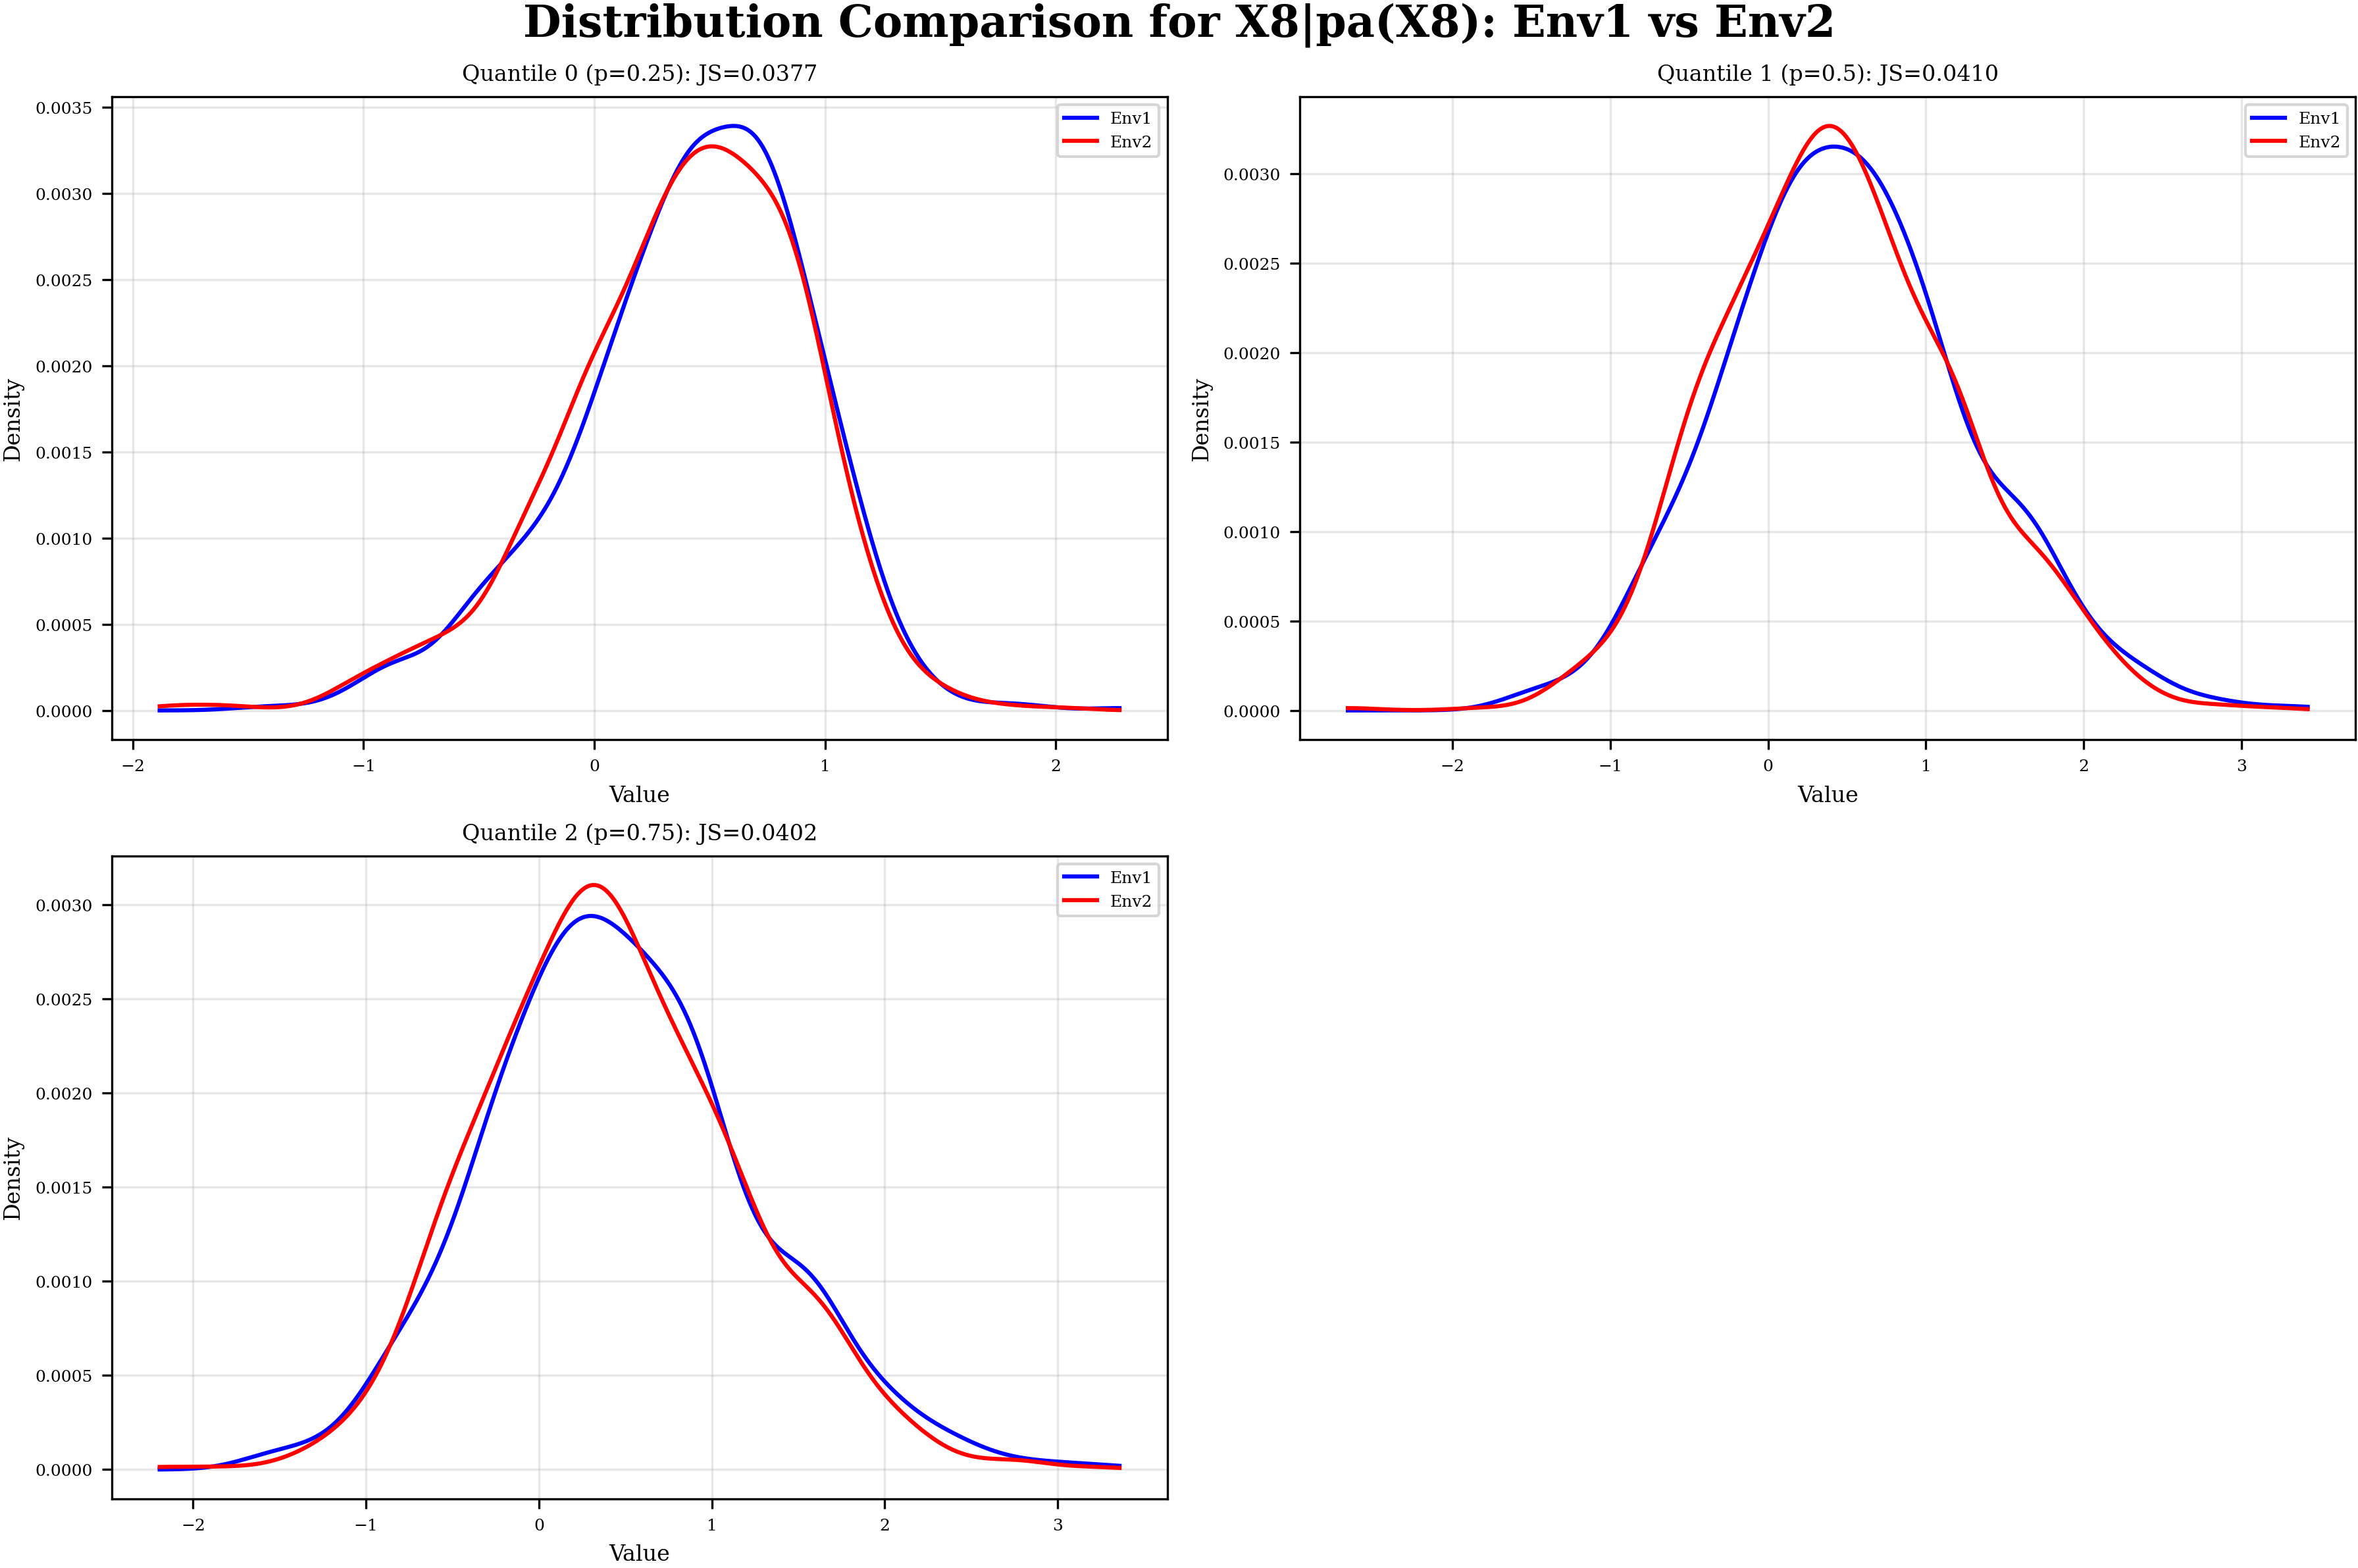 Distribution Comparison for X8|pa(X8): Env1 vs Env2
Quantile 0 (p=0.25): JS=0.0377
Env1
Env2
0.0035
0.0030
0.0025
0.0020
0.0015
0.0010
0.0005
0.0000
Density
−2 −1 0 1 2
Value
Quantile 1 (p=0.5): JS=0.0410
Env1
Env2
0.0030
0.0025
0.0020
0.0015
0.0010
0.0005
0.0000
Density
−2 −1 0 1 2 3
Value
Quantile 2 (p=0.75): JS=0.0402
Env1
Env2
0.0030
0.0025
0.0020
0.0015
0.0010
0.0005
0.0000
Density
−2 −1 0 1 2 3
Value